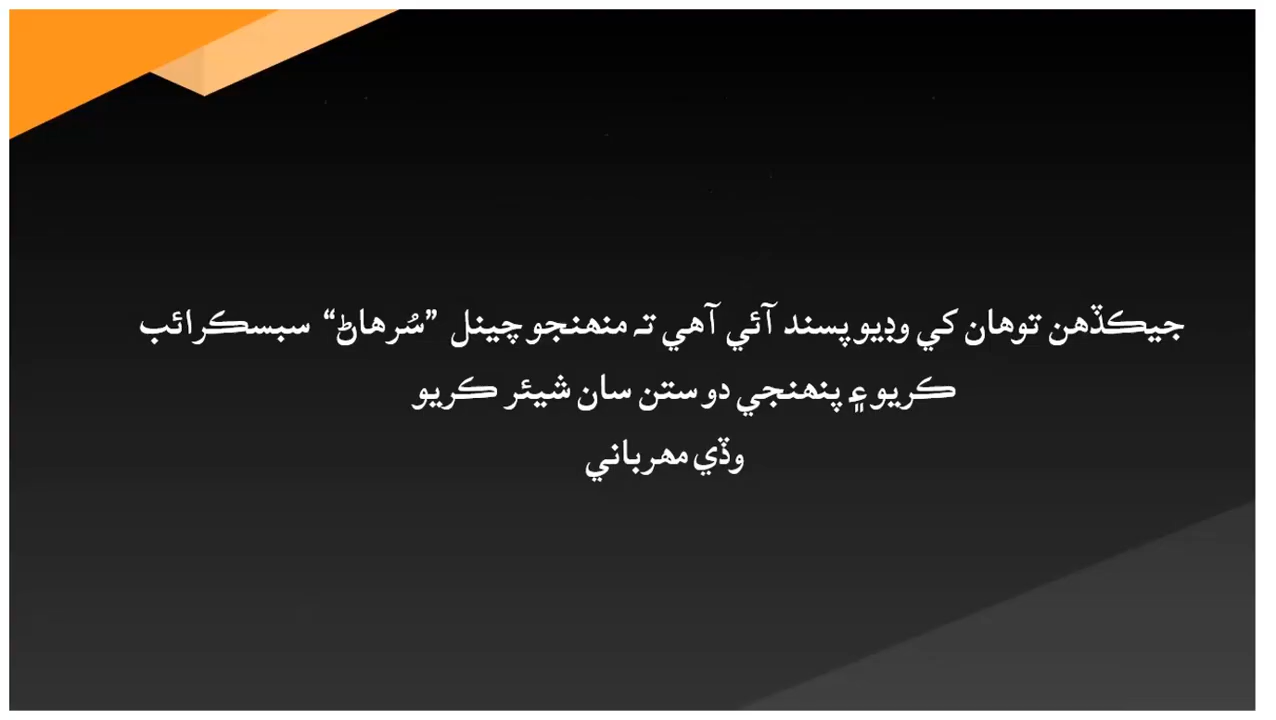 جيڪڏهن توهان کي وڊيو پسند آئي آهي تہ منهنجو چينل ”سُرهاڻ“ سبسڪرائب
ڪريو ۽ پنهنجي دوستن سان شيئر ڪريو
وڏي مهرباني